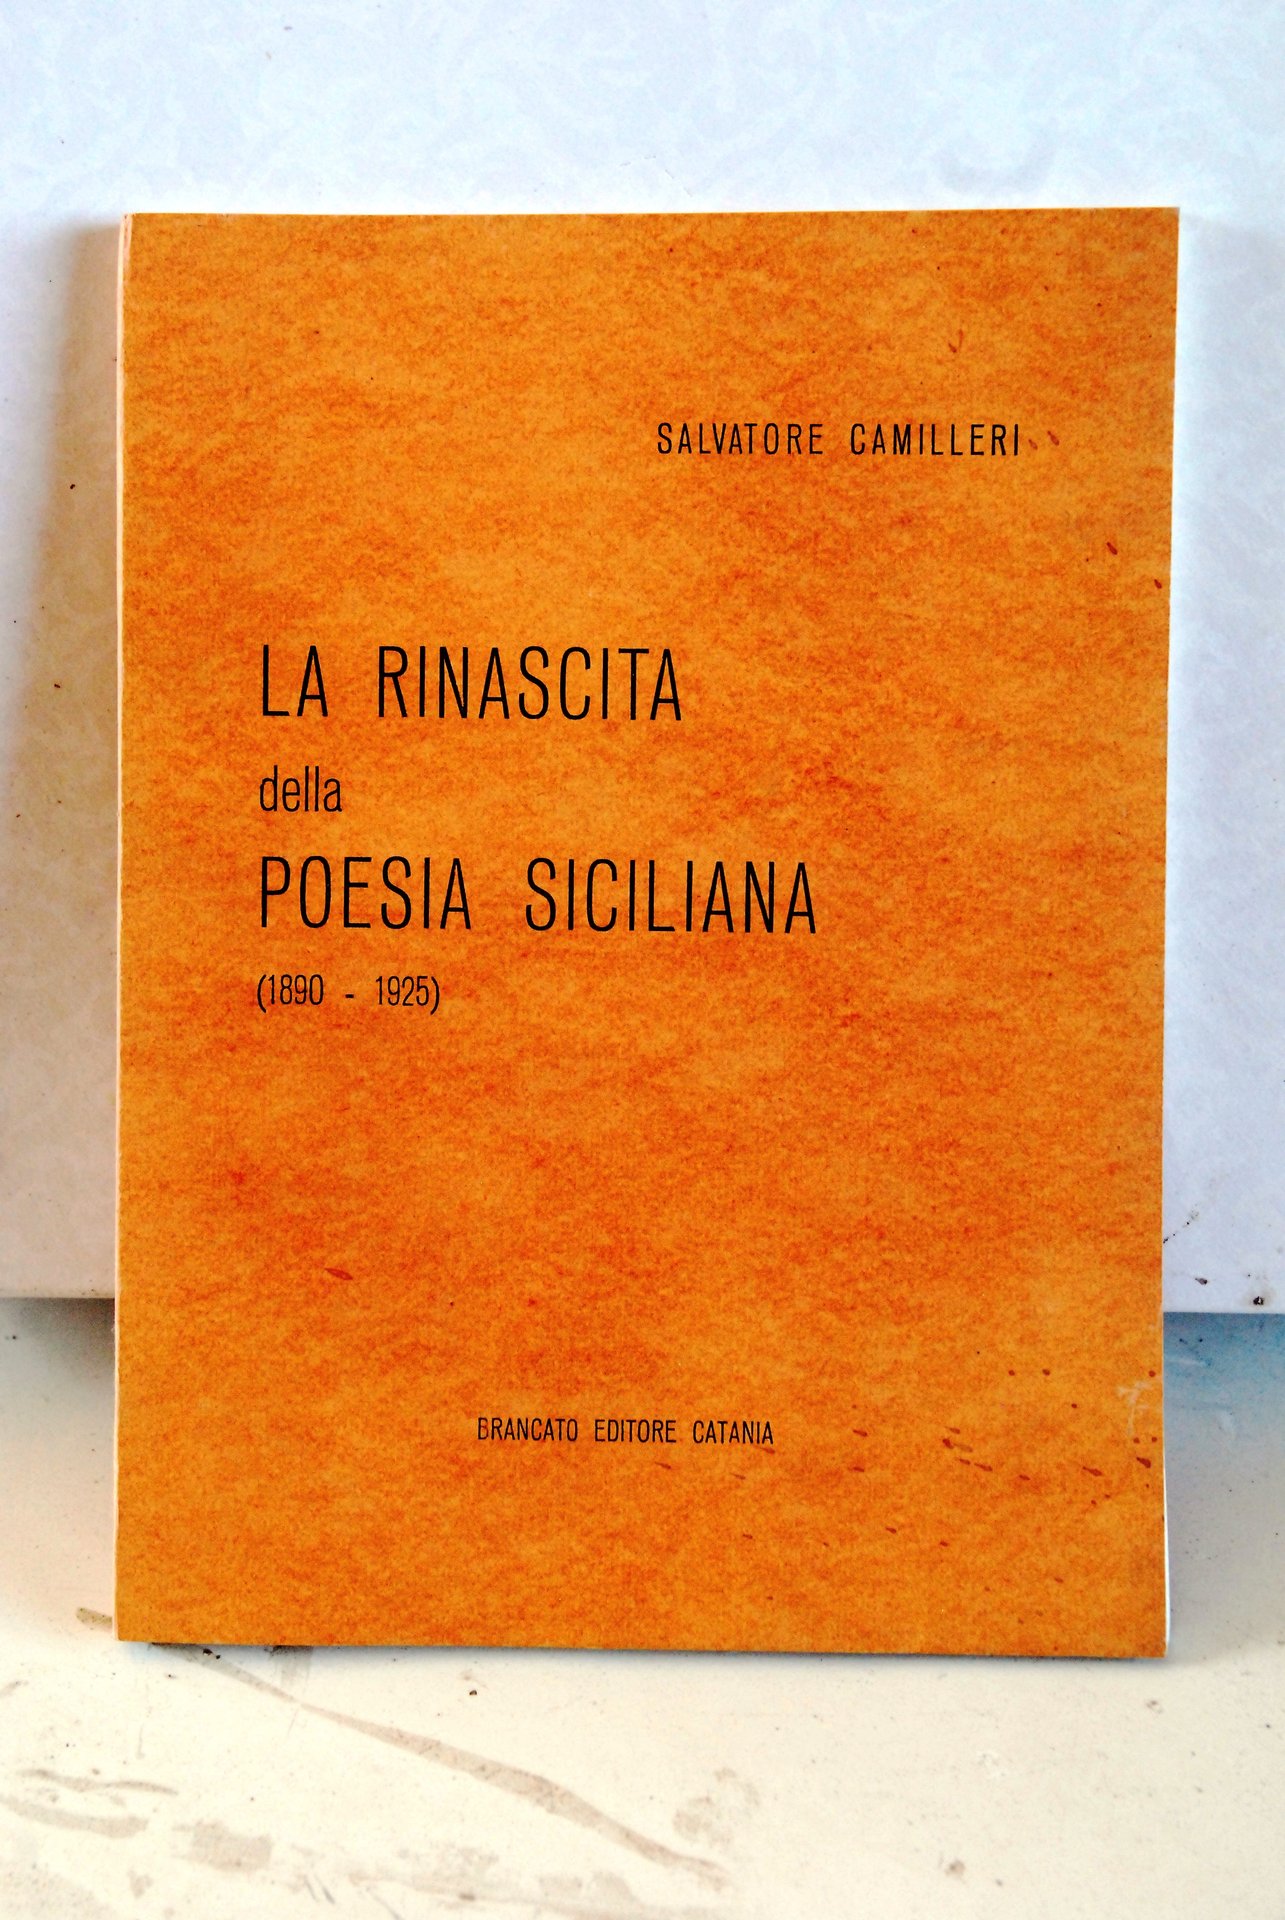 SALVATORE CAMILLERI
LA RINASCITA
della
POESIA SICILIANA
(1890 - 1925)
BRANCATO EDITORE CATANIA